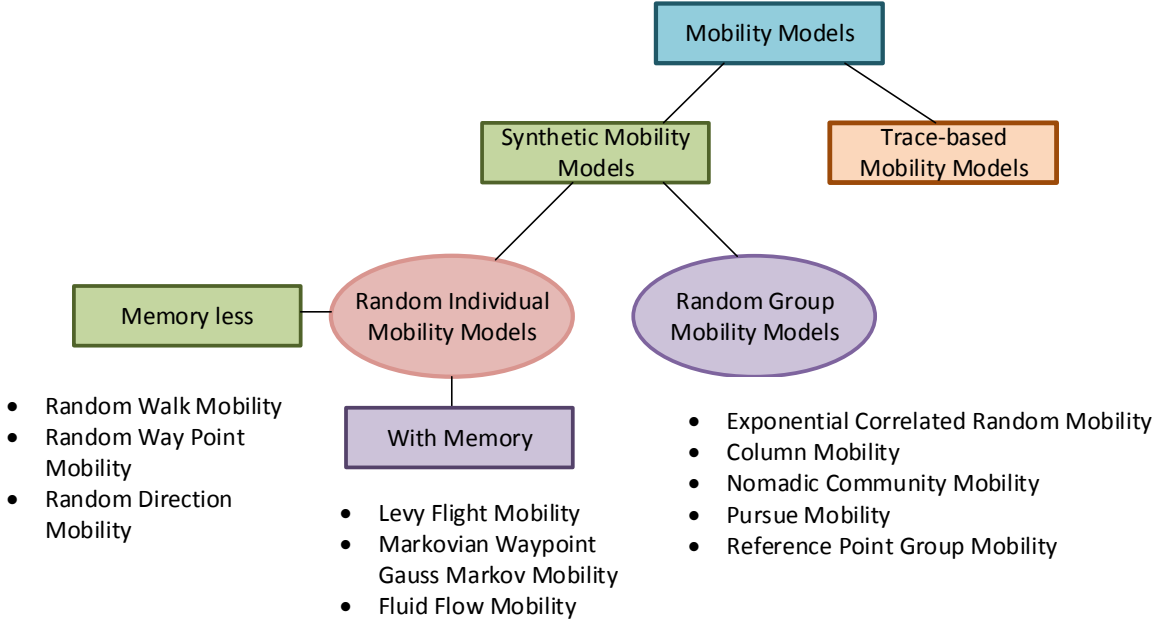 Mobility Models
Synthetic Mobility
Models
Trace-based
Mobility Models
Random Individual
Mobility Models
Random Group
Mobility Models
Memory less
• Random Walk Mobility
• Random Way Point
Mobility
• Random Direction
Mobility
With Memory
• Levy Flight Mobility
• Markovian Waypoint
Gauss Markov Mobility
• Fluid Flow Mobility
• Exponential Correlated Random Mobility
• Column Mobility
• Nomadic Community Mobility
• Pursue Mobility
• Reference Point Group Mobility